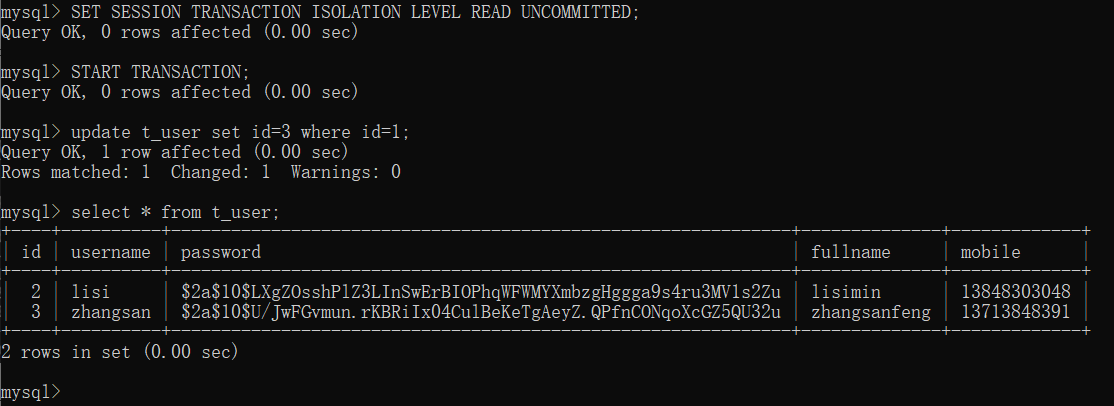 mysql> SET SESSION TRANSACTION ISOLATION LEVEL READ UNCOMMITTED;
Query OK, 0 rows affected (0.00 sec)
mysql> START TRANSACTION;
Query OK, 0 rows affected (0.00 sec)
mysql> update t_user set id=3 where id=1;
Query OK, 1 row affected (0.00 sec)
Rows matched: 1  Changed: 1  Warnings: 0
mysql> select * from t_user;
+----+----------+--------------------------------------------------------------+--------------+-------------+
| id | username | password                                                     | fullname     | mobile      |
+----+----------+--------------------------------------------------------------+--------------+-------------+
|  2 | lisi     | $2a$10$LXgZOsshPlZ3LInSwErBIOPhqWFWMYXmbzgHggga9s4ru3MV1s2Zu | lisimin      | 13848303048 |
|  3 | zhangsan | $2a$10$U/JwFGvmun.rKBRiIx04CulBeKeTgAeyZ.QPfnCONqoXcGZ5QU32u | zhangsanfeng | 13713848391 |
+----+----------+--------------------------------------------------------------+--------------+-------------+
2 rows in set (0.00 sec)
mysql>